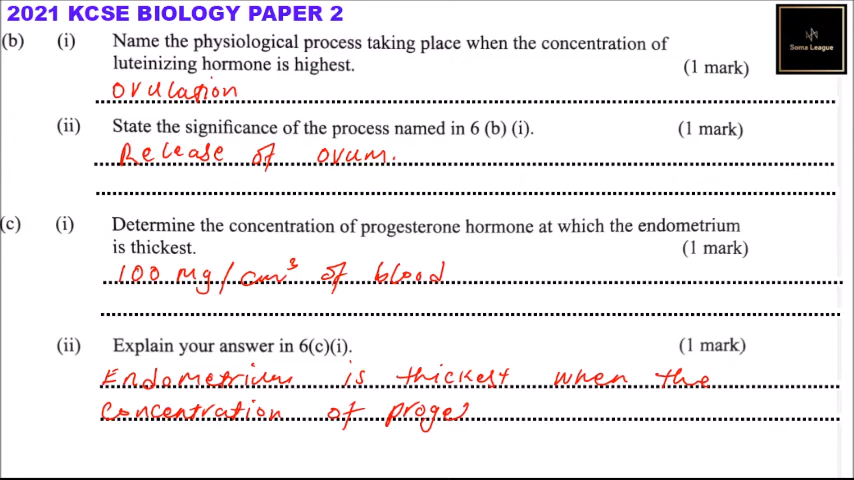 2021 KCSE BIOLOGY PAPER 2
Soma League
(b) (i) Name the physiological process taking place when the concentration of
luteinizing hormone is highest. (1 mark)
Ovulation
(ii) State the significance of the process named in 6 (b) (i). (1 mark)
Release of ovum.
(c) (i) Determine the concentration of progesterone hormone at which the endometrium
is thickest. (1 mark)
100 mg/cm³ of blood
(ii) Explain your answer in 6(c)(i). (1 mark)
Endometrium is thickest when the
concentration of proges